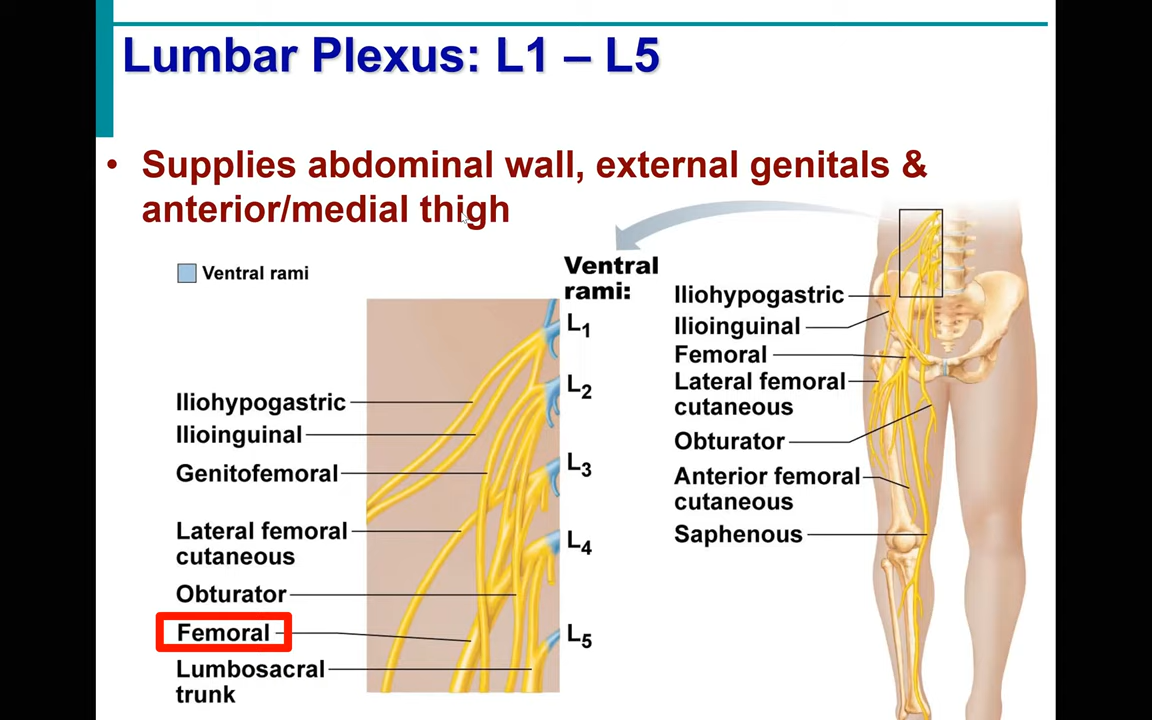 Lumbar Plexus: L1 – L5
• Supplies abdominal wall, external genitals &
anterior/medial thigh
Ventral rami
Ventral
rami:
L1
L2
L3
L4
L5
Iliohypogastric
Ilioinguinal
Genitofemoral
Lateral femoral
cutaneous
Obturator
Femoral
Lumbosacral
trunk
Iliohypogastric
Ilioinguinal
Femoral
Lateral femoral
cutaneous
Obturator
Anterior femoral
cutaneous
Saphenous